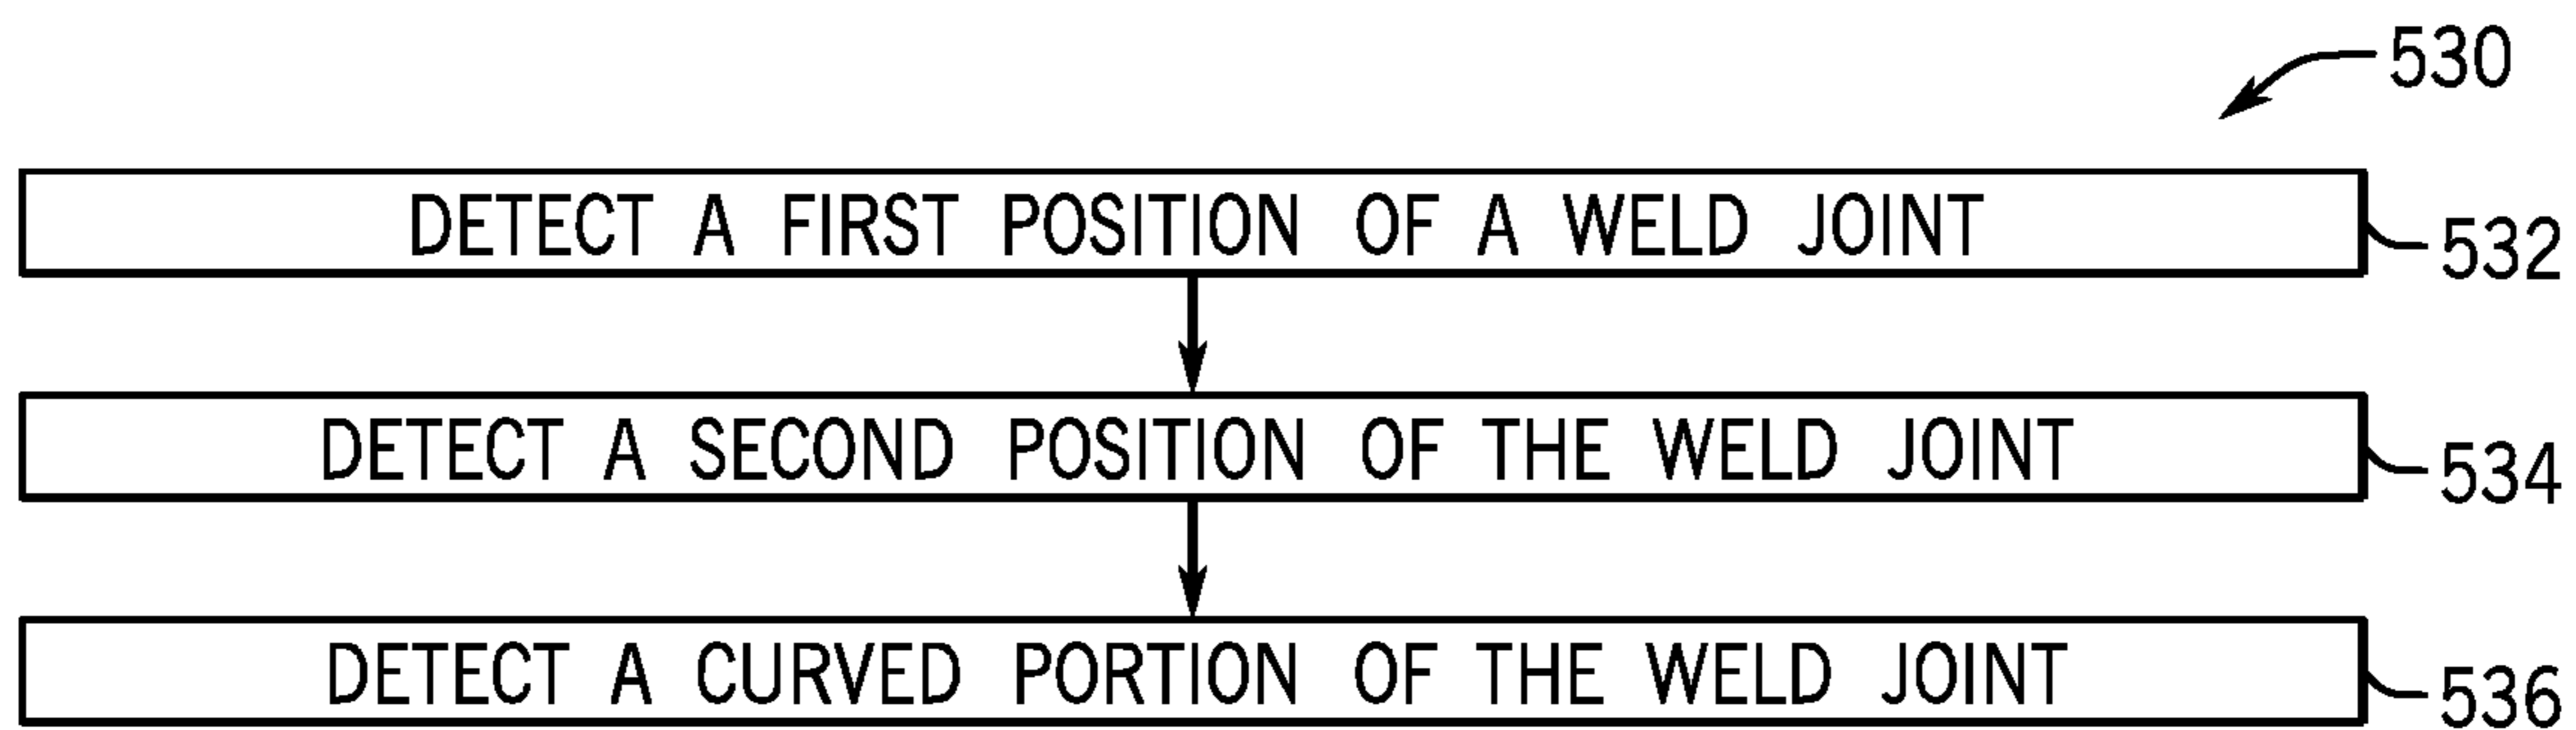 530
DETECT A FIRST POSITION OF A WELD JOINT
532
DETECT A SECOND POSITION OF THE WELD JOINT
534
DETECT A CURVED PORTION OF THE WELD JOINT
536